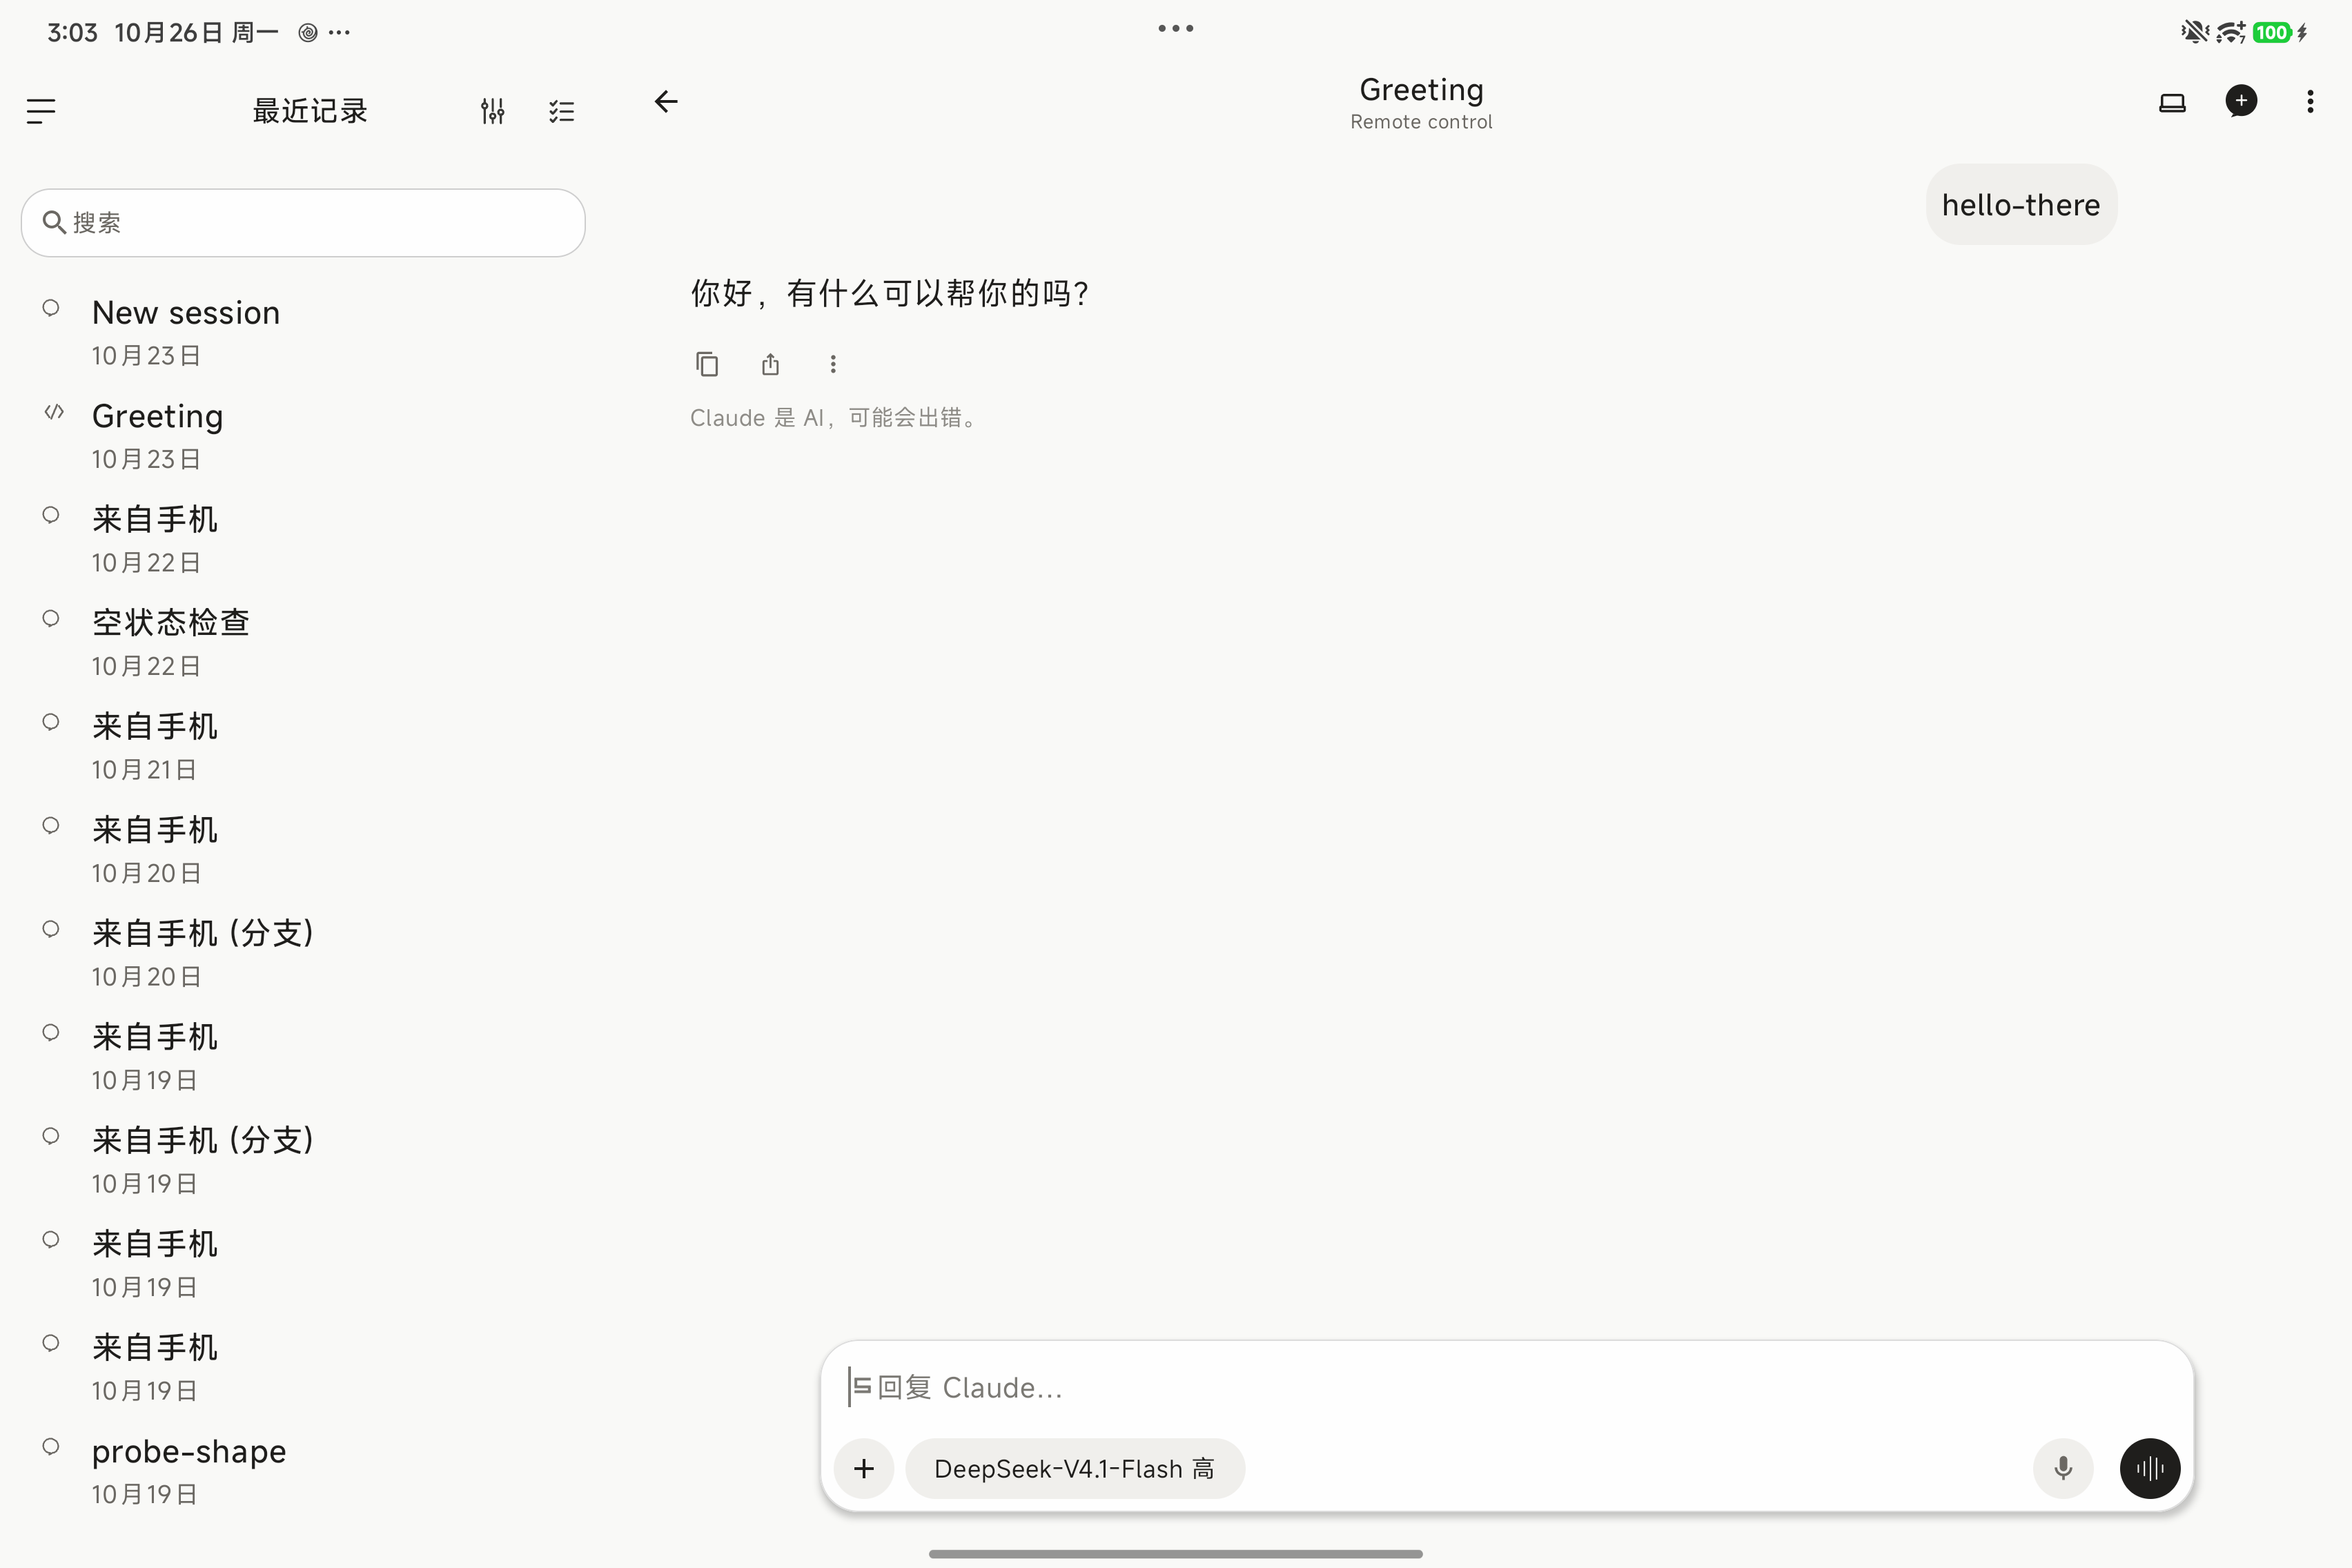 3:03 10月26日 周一
100
最近记录
搜索
New session
10月23日
Greeting
10月23日
来自手机
10月22日
空状态检查
10月22日
来自手机
10月21日
来自手机
10月20日
来自手机 (分支)
10月20日
来自手机
10月19日
来自手机 (分支)
10月19日
来自手机
10月19日
来自手机
10月19日
probe-shape
10月19日
Greeting
Remote control
hello-there
你好，有什么可以帮你的吗？
Claude 是 AI，可能会出错。
回复 Claude...
DeepSeek-V4.1-Flash 高